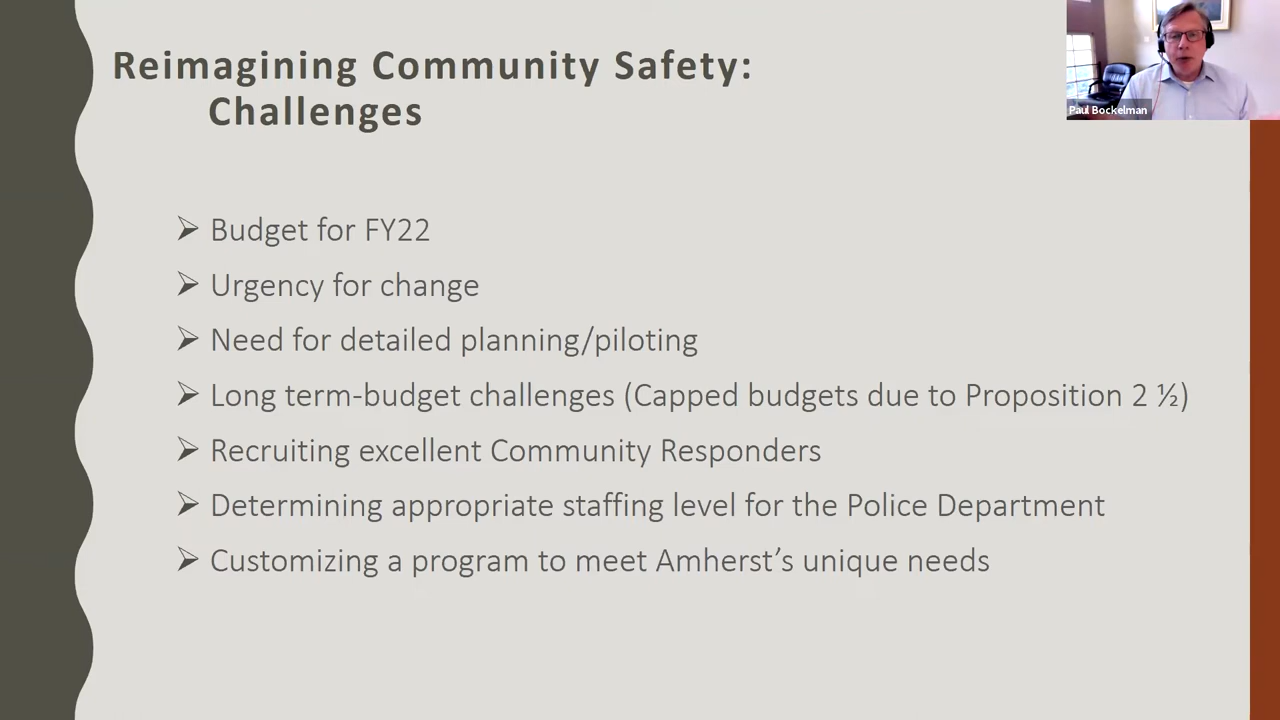 Reimagining Community Safety:
Challenges
Paul Bockelman
➢ Budget for FY22
➢ Urgency for change
➢ Need for detailed planning/piloting
➢ Long term-budget challenges (Capped budgets due to Proposition 2 ½)
➢ Recruiting excellent Community Responders
➢ Determining appropriate staffing level for the Police Department
➢ Customizing a program to meet Amherst’s unique needs